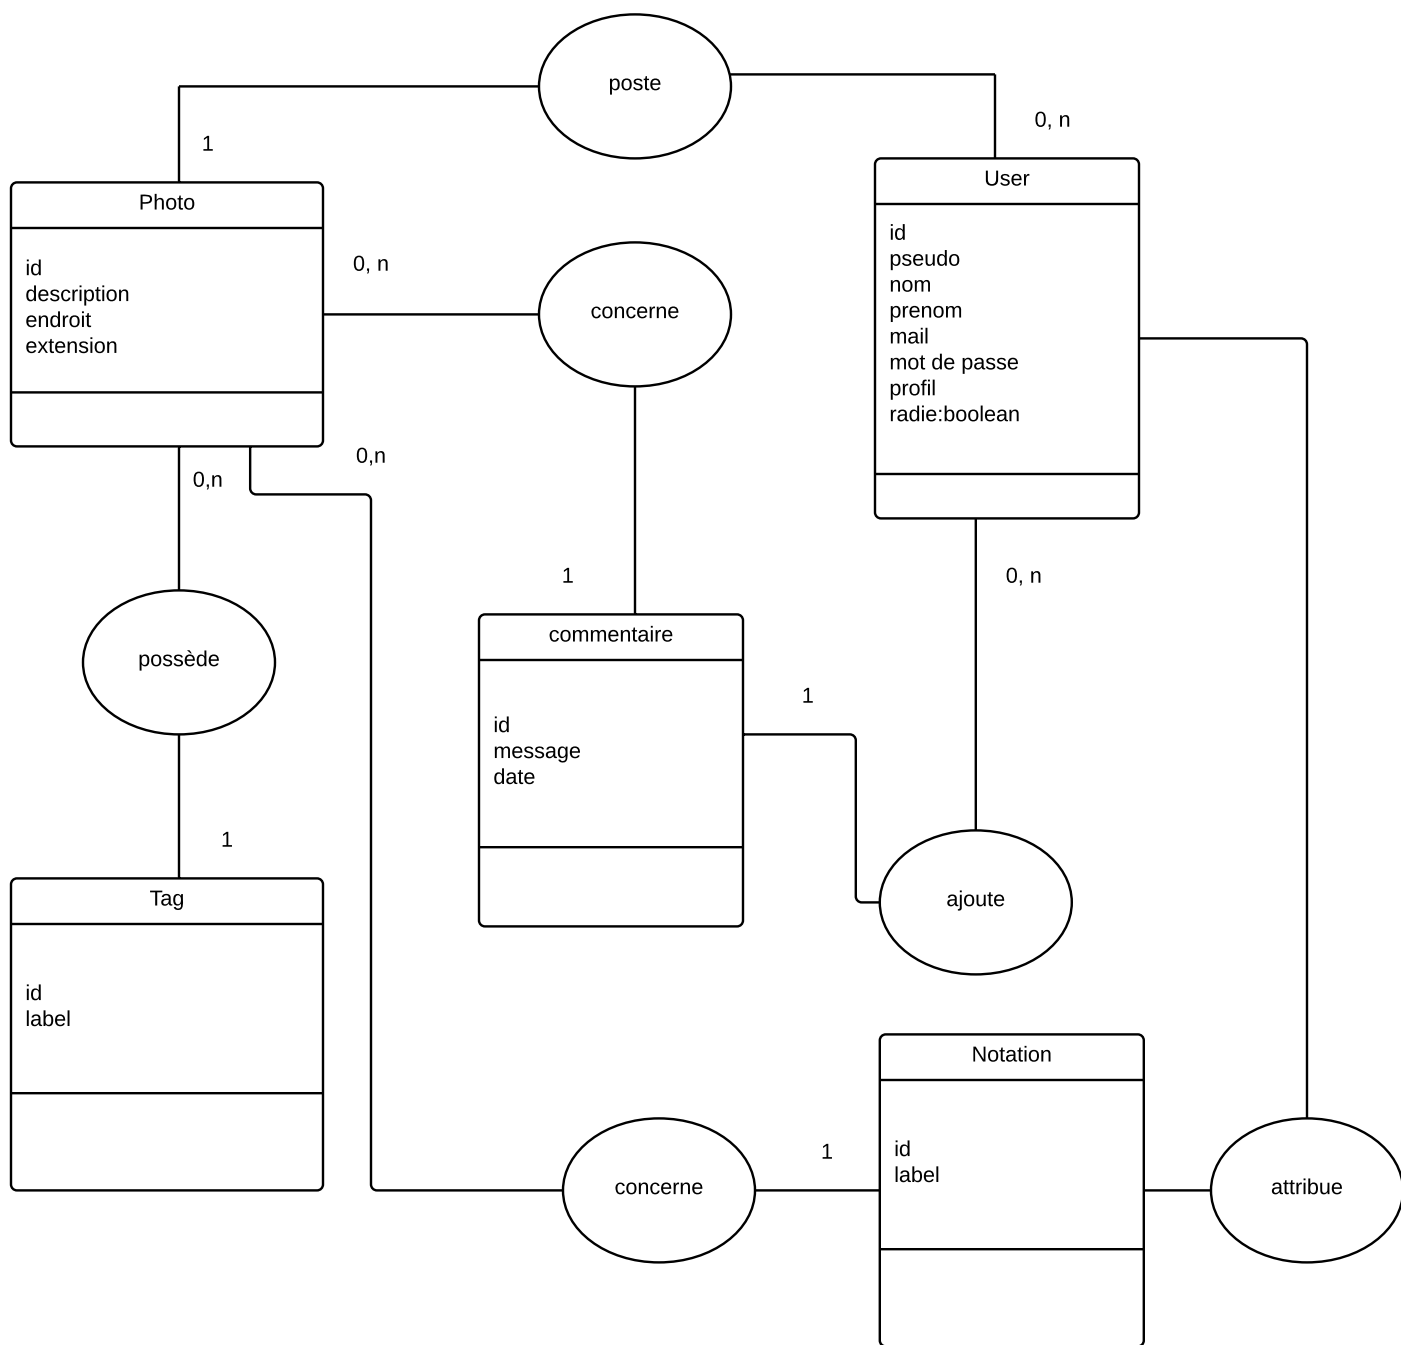 poste
0, n
1
User
Photo
id
pseudo
nom
prenom
mail
mot de passe
profil
radie:boolean
0, n
id
description
endroit
extension
concerne
0,n
0,n
0, n
1
commentaire
possède
1
id
message
date
1
Tag
ajoute
id
label
Notation
1
id
label
concerne
attribue